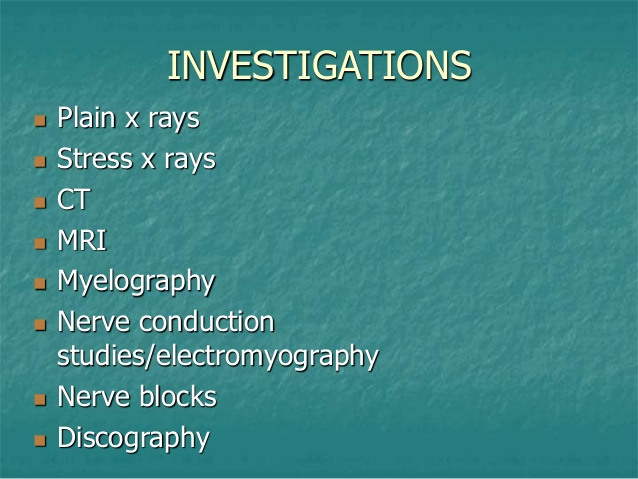 INVESTIGATIONS
Plain x rays
Stress x rays
CT
MRI
Myelography
Nerve conduction
studies/electromyography
Nerve blocks
Discography